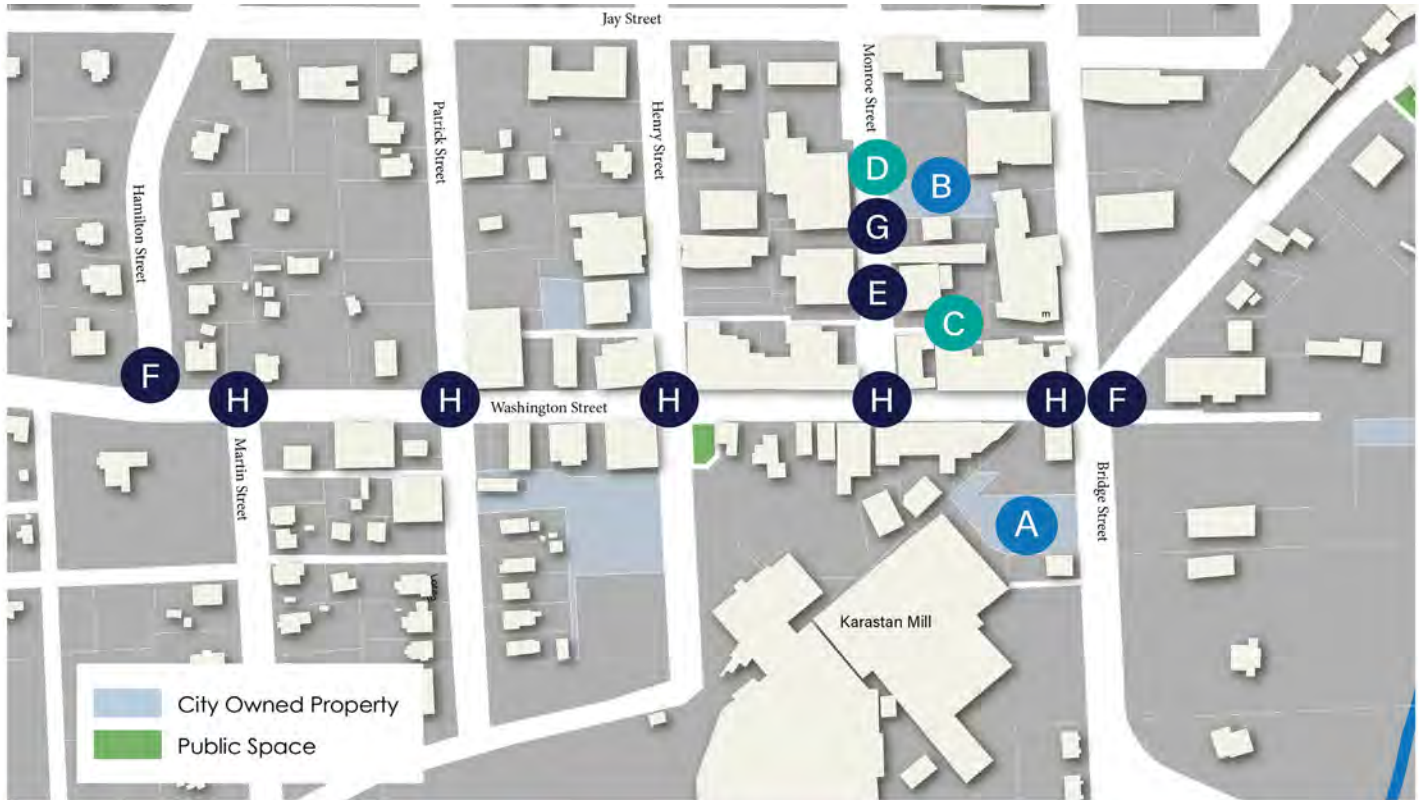 Jay Street
Hamilton Street
Patrick Street
Henry Street
Monroe Street
D
B
G
E
C
m
F
H
H
H
H
H
F
Washington Street
Martin Street
Bridge Street
A
Karastan Mill
City Owned Property
Public Space